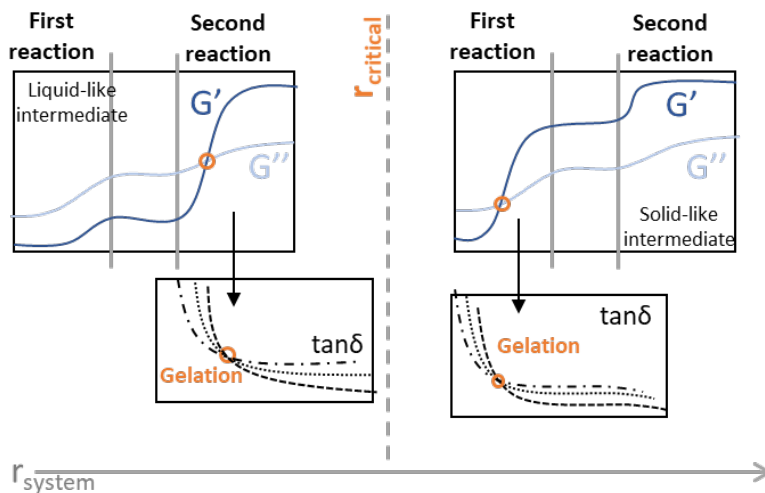 First
reaction
Second
reaction
Liquid-like
intermediate
G'
G''
tanδ
Gelation
r critical
First
reaction
Second
reaction
G'
G''
Solid-like
intermediate
tanδ
Gelation
r system